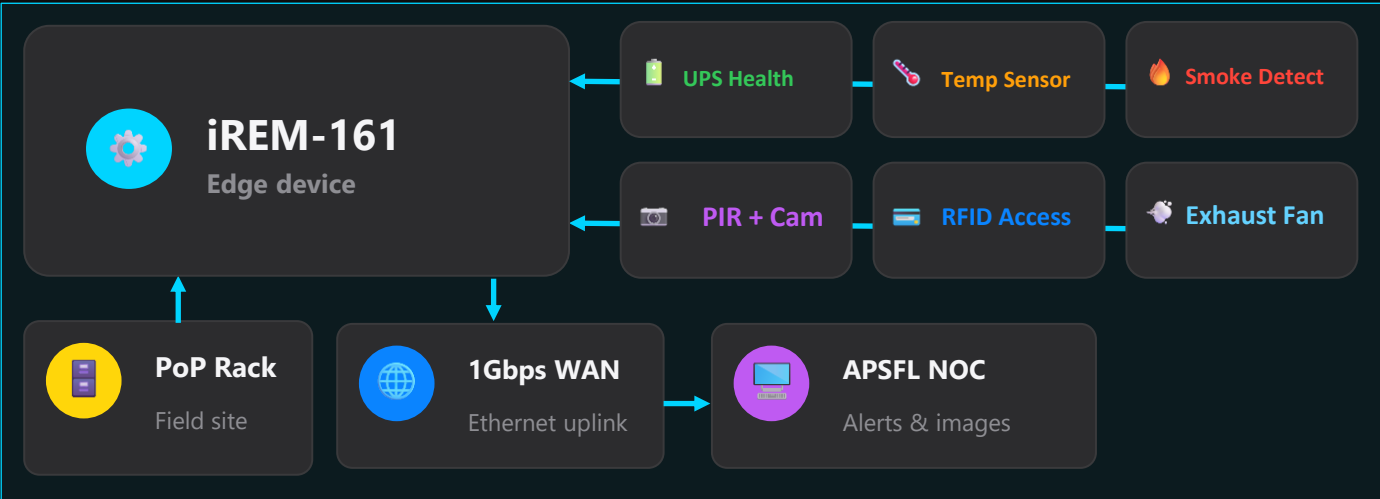 iREM-161
Edge device
UPS Health
Temp Sensor
Smoke Detect
PIR + Cam
RFID Access
Exhaust Fan
PoP Rack
Field site
1Gbps WAN
Ethernet uplink
APSFL NOC
Alerts & images